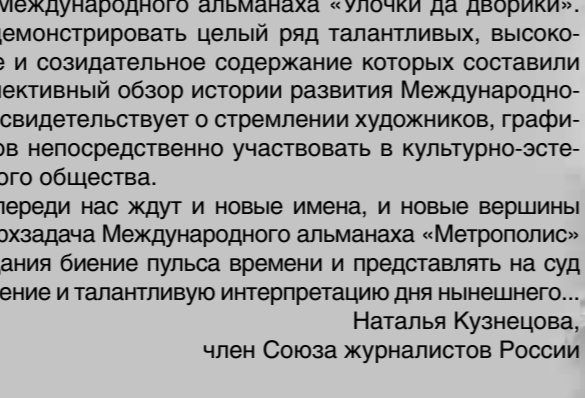 Международного альманаха «Улочки да дворики».
демонстрировать целый ряд талантливых, высоко-
е и созидательное содержание которых составили
ективный обзор истории развития Международно-
свидетельствует о стремлении художников, графи-
ов непосредственно участвовать в культурно-эсте-
ого общества.
переди нас ждут и новые имена, и новые вершины
рхзадача Международного альманаха «Метрополис»
ания биение пульса времени и представлять на суд
ение и талантливую интерпретацию дня нынешнего...
Наталья Кузнецова,
член Союза журналистов России